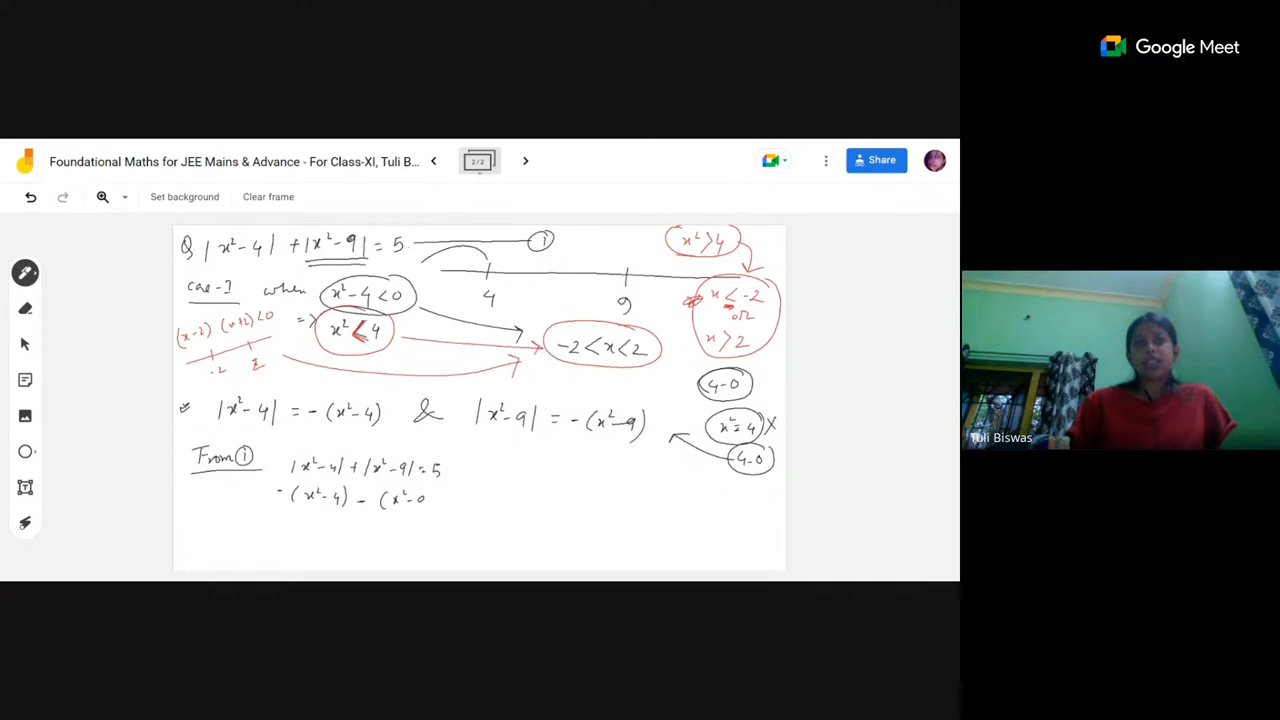 Google Meet
Foundational Maths for JEE Mains & Advance - For Class-XI, Tuli B...
2/2
Share
Set background
Clear frame
Q |x²-4| + |x²-9| = 5 ①
x² > 4
4 9
case-I when x²-4 < 0
x < -2
or
x > 2
(x-2) (x+2) < 0
=> x² < 4
-2 < x < 2
-2 2
4-0
|x²-4| = -(x²-4) & |x²-9| = -(x²-9)
x² = 4 X
Tuli Biswas
From ①
4-0
|x²-4| + |x²-9| = 5
-(x²-4) - (x²-0